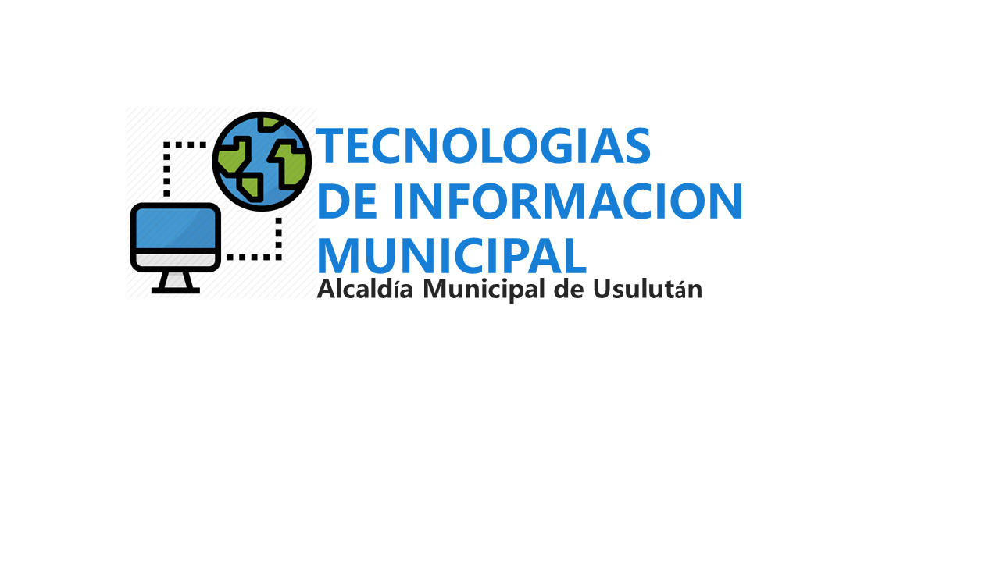 TECNOLOGIAS
DE INFORMACION
MUNICIPAL
Alcaldía Municipal de Usulután